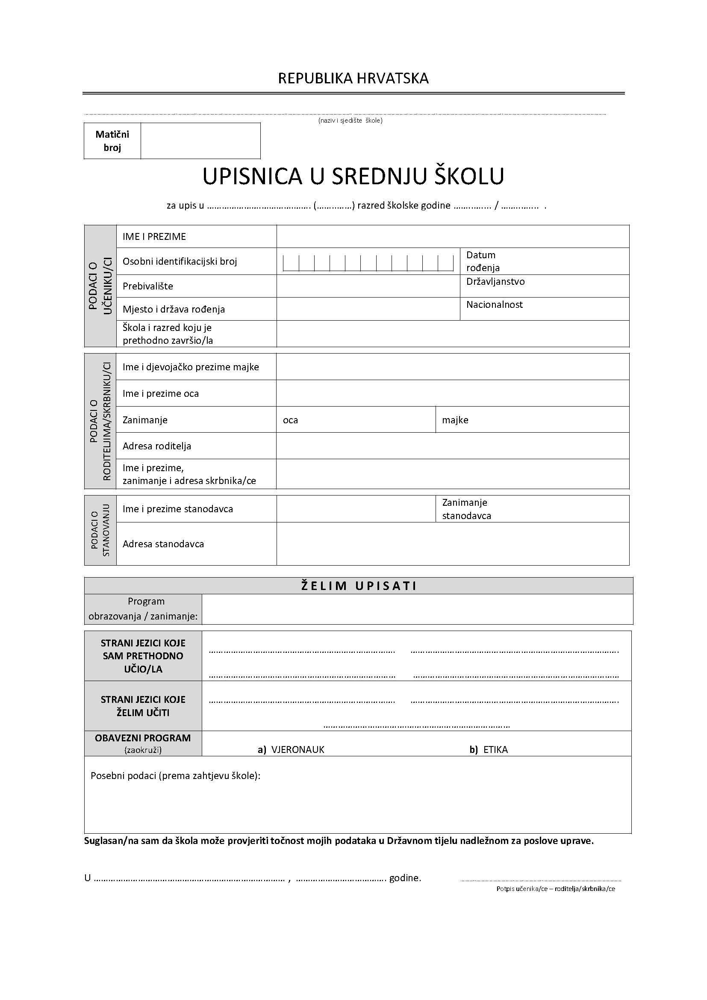 REPUBLIKA HRVATSKA
(naziv i sjedište škole)
Matični
broj
UPISNICA U SREDNJU ŠKOLU
za upis u ........................................ (..............) razred školske godine ............... / ............... .
PODACI O
UČENIKU/CI
IME I PREZIME
Osobni identifikacijski broj
Datum
rođenja
Prebivalište
Državljanstvo
Mjesto i država rođenja
Nacionalnost
Škola i razred koju je
prethodno završio/la
PODACI O
RODITELJIMA/SKRBNIKU/CI
Ime i djevojačko prezime majke
Ime i prezime oca
Zanimanje
oca
majke
Adresa roditelja
Ime i prezime,
zanimanje i adresa skrbnika/ce
PODACI O
STANOVANJU
Ime i prezime stanodavca
Zanimanje
stanodavca
Adresa stanodavca
ŽELIM UPISATI
Program
obrazovanja / zanimanje:
STRANI JEZICI KOJE
SAM PRETHODNO
UČIO/LA
STRANI JEZICI KOJE
ŽELIM UČITI
OBAVEZNI PROGRAM
(zaokruži)
a) VJERONAUK
b) ETIKA
Posebni podaci (prema zahtjevu škole):
Suglasan/na sam da škola može provjeriti točnost mojih podataka u Državnom tijelu nadležnom za poslove uprave.
U .............................................................. , .................................... godine.
Potpis učenika/ce – roditelja/skrbnika/ce